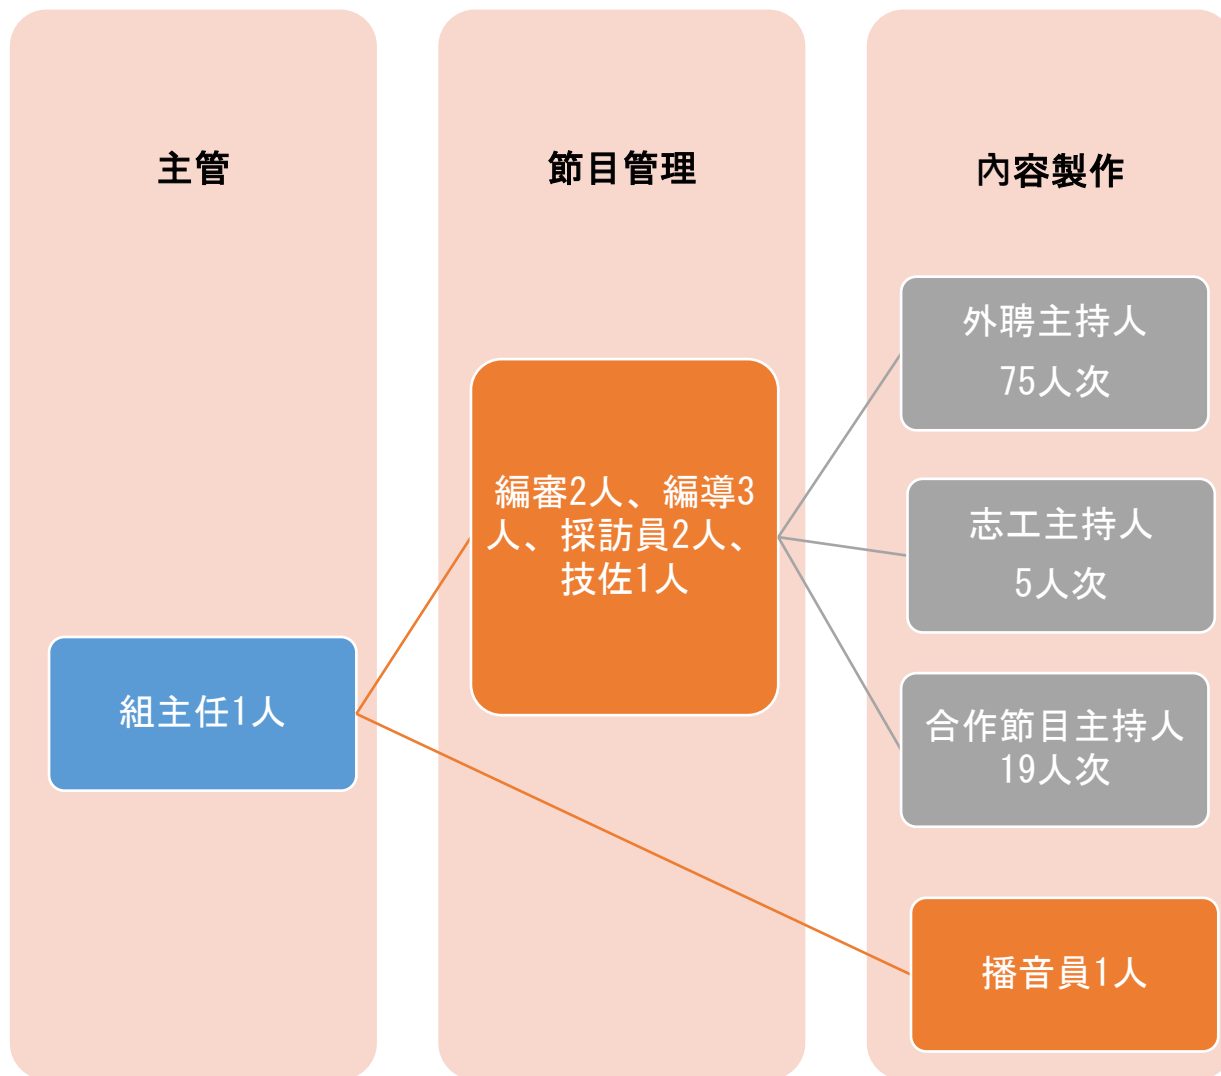 主管
節目管理
內容製作
組主任1人
編審2人、編導3
人、採訪員2人、
技佐1人
外聘主持人
75人次
志工主持人
5人次
合作節目主持人
19人次
播音員1人